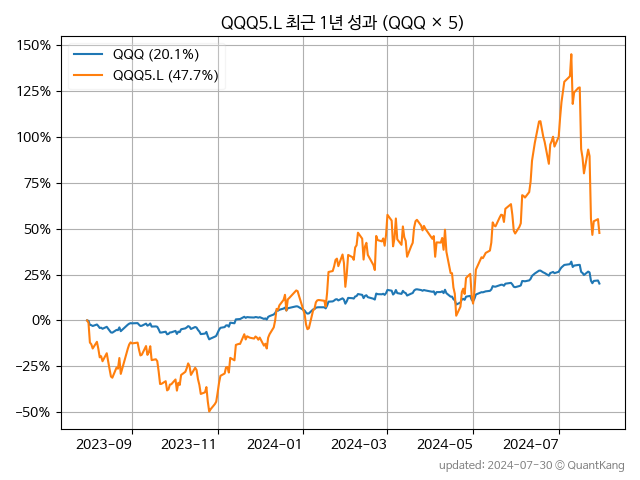 QQQ5.L 최근 1년 성과 (QQQ × 5)
QQQ (20.1%)
QQQ5.L (47.7%)
150%
125%
100%
75%
50%
25%
0%
−25%
−50%
2023-09 2023-11 2024-01 2024-03 2024-05 2024-07
updated: 2024-07-30 © QuantKang